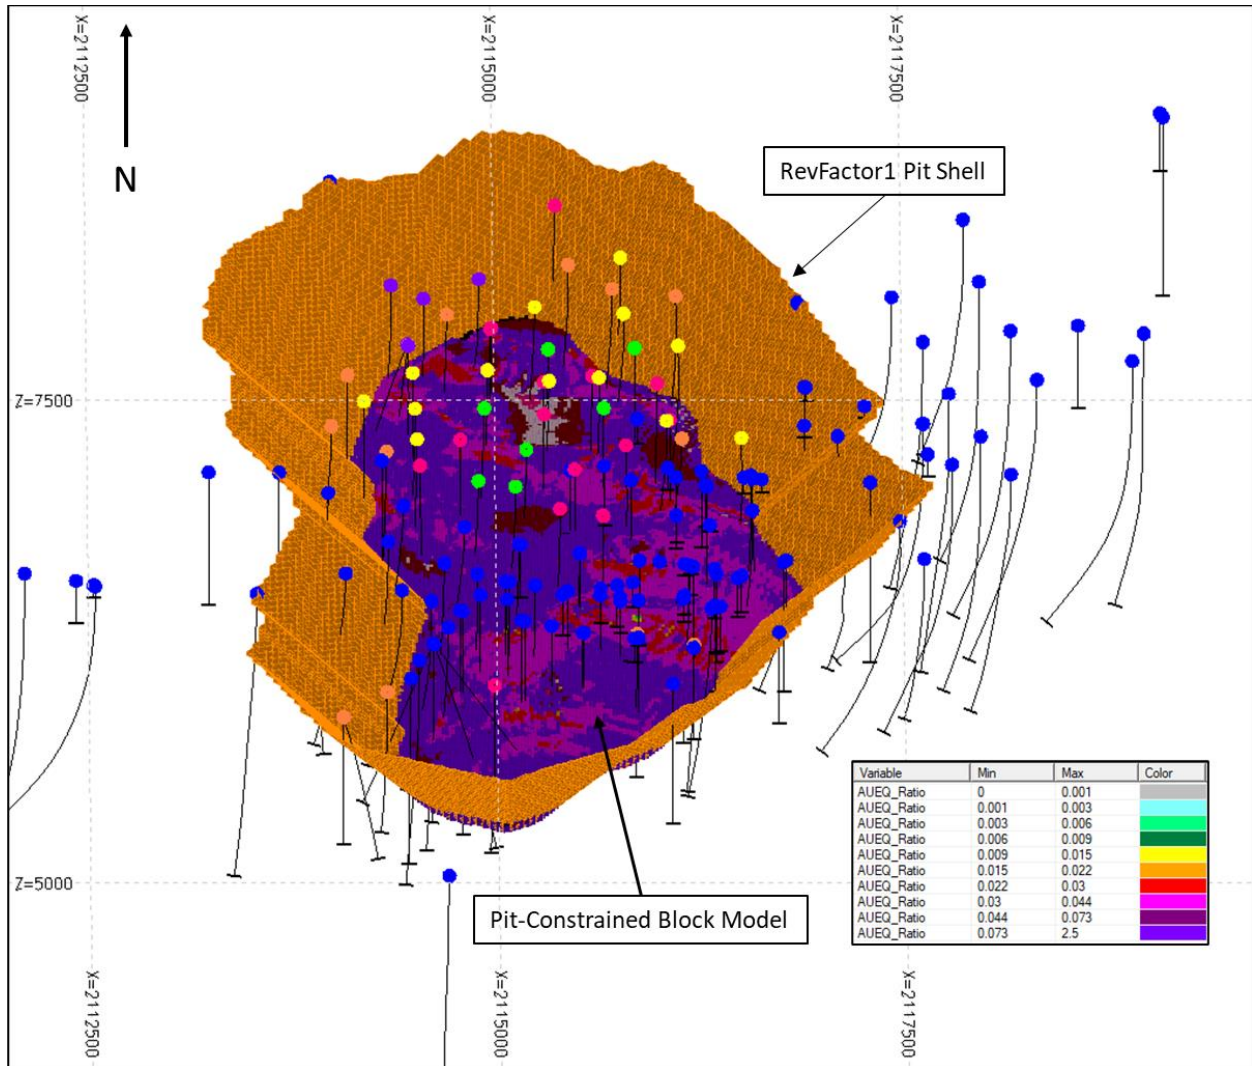 X=2112500
X=2115000
X=2117500
N
RevFactor1 Pit Shell
Z=7500
Z=5000
Pit-Constrained Block Model
Variable Min Max Color
AUEQ_Ratio 0 0.001
AUEQ_Ratio 0.001 0.003
AUEQ_Ratio 0.003 0.006
AUEQ_Ratio 0.006 0.009
AUEQ_Ratio 0.009 0.015
AUEQ_Ratio 0.015 0.022
AUEQ_Ratio 0.022 0.03
AUEQ_Ratio 0.03 0.044
AUEQ_Ratio 0.044 0.073
AUEQ_Ratio 0.073 2.5
X=2112500
X=2115000
X=2117500